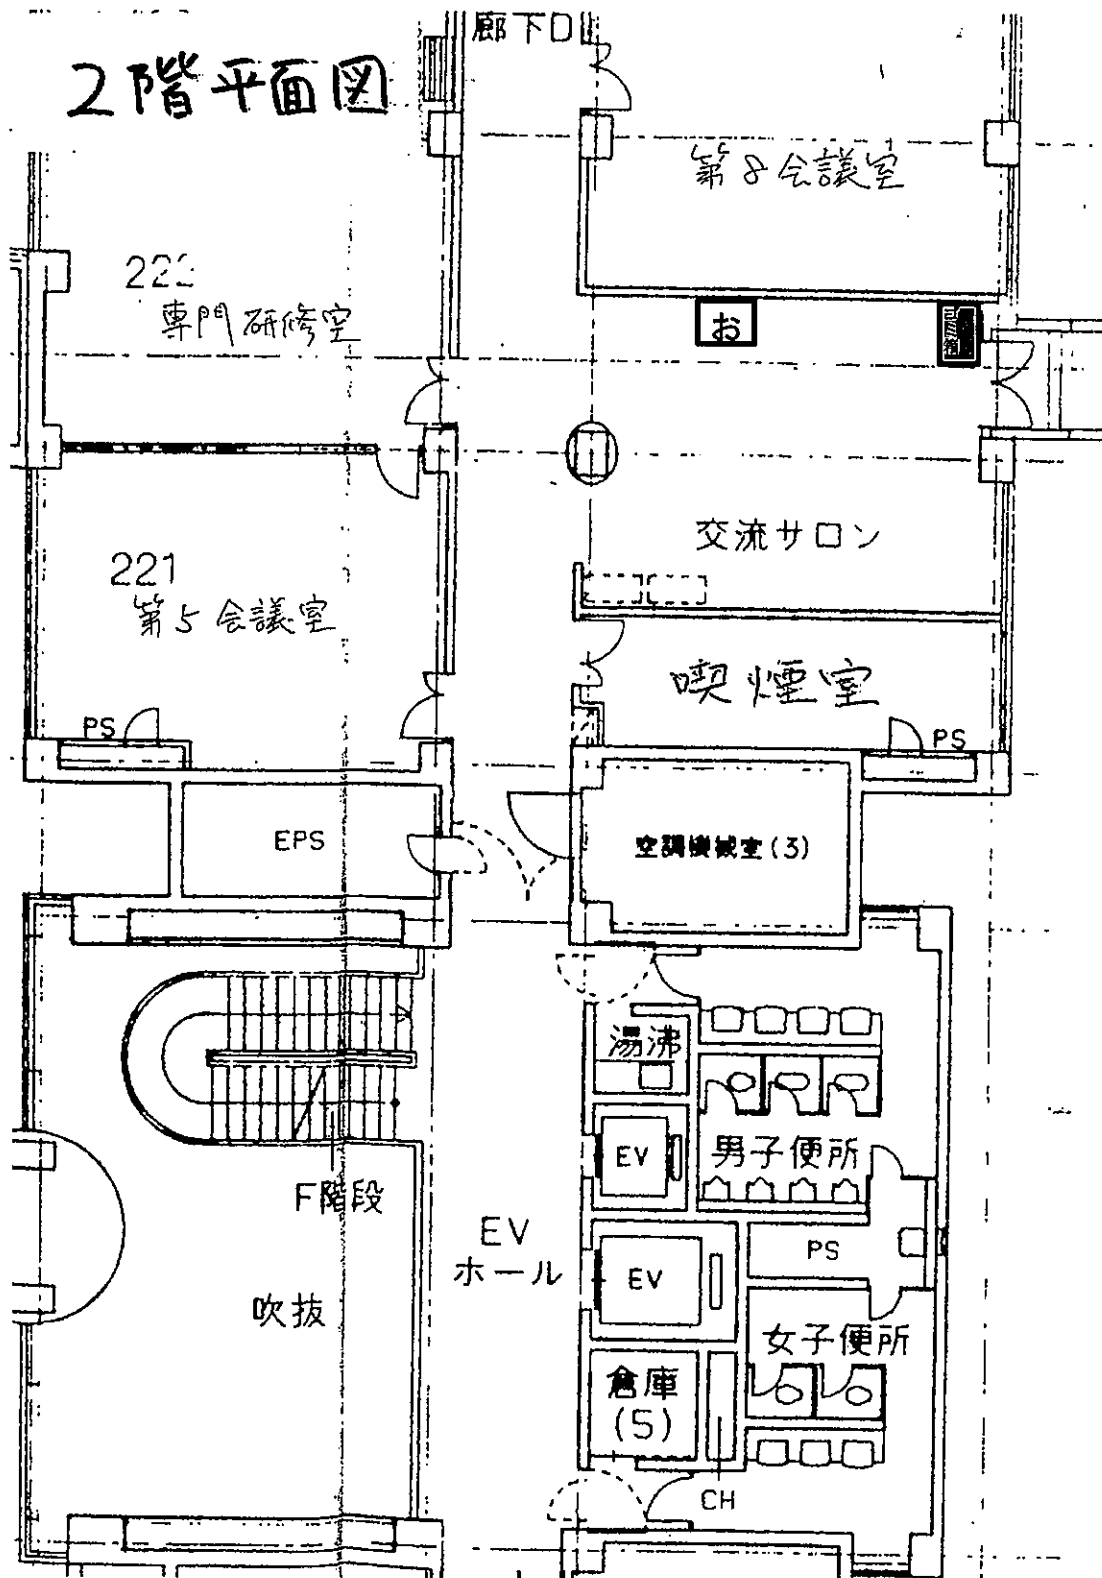 廊下
2階平面図
第8会議室
専門研修室
お
交流サロン
221
第5会議室
喫煙室
PS
PS
EPS
空調機械室(3)
湯沸
EV
男子便所
F階段
EV
ホール
PS
EV
吹抜
女子便所
倉庫
(5)
CH